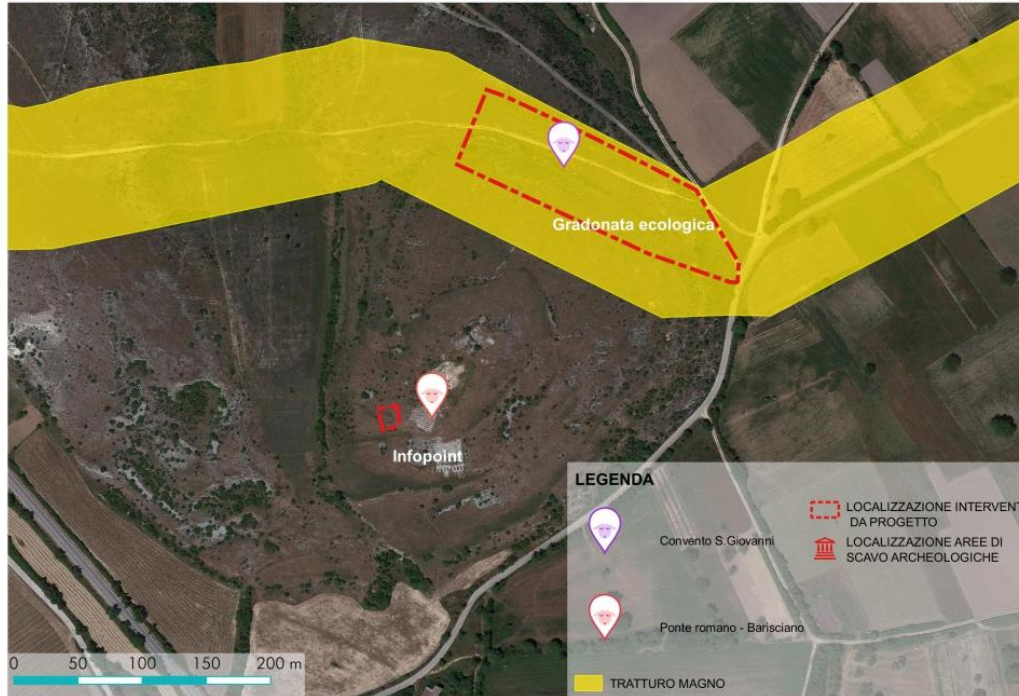 Gradonata ecologica
Infopoint
LEGENDA
Convento S.Giovanni
Ponte romano - Barisciano
LOCALIZZAZIONE INTERVENT
DA PROGETTO
LOCALIZZAZIONE AREE DI
SCAVO ARCHEOLOGICHE
TRATTURO MAGNO
0 50 100 150 200 m